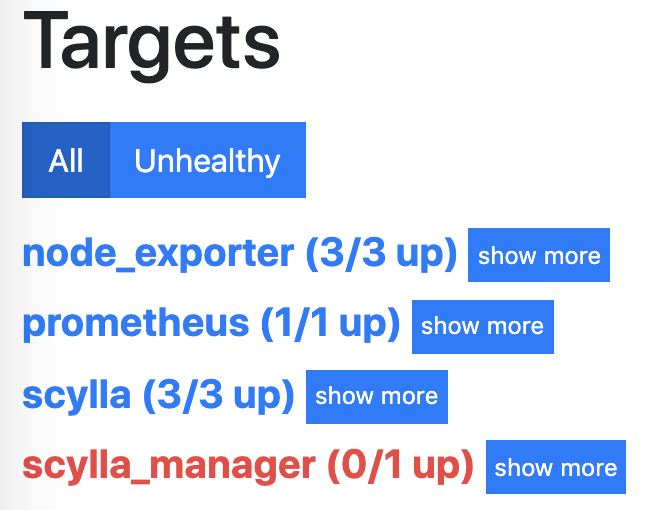 Targets
All Unhealthy
node_exporter (3/3 up) show more
prometheus (1/1 up) show more
scylla (3/3 up) show more
scylla_manager (0/1 up) show more